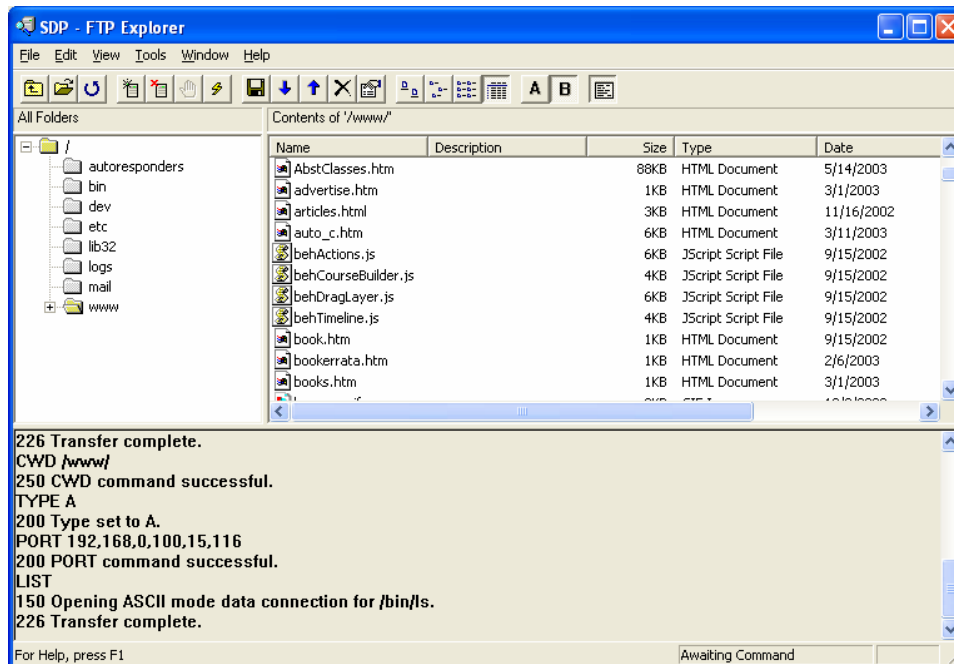 SDP - FTP Explorer
File Edit View Tools Window Help
A B
All Folders Contents of '/www/'
/
autoresponders
bin
dev
etc
lib32
logs
mail
www
Name Description Size Type Date
AbstClasses.htm 88KB HTML Document 5/14/2003
advertise.htm 1KB HTML Document 3/1/2003
articles.html 3KB HTML Document 11/16/2002
auto_c.htm 6KB HTML Document 3/11/2003
behActions.js 6KB JScript Script File 9/15/2002
behCourseBuilder.js 4KB JScript Script File 9/15/2002
behDragLayer.js 6KB JScript Script File 9/15/2002
behTimeline.js 4KB JScript Script File 9/15/2002
book.htm 1KB HTML Document 9/15/2002
bookerrata.htm 1KB HTML Document 2/6/2003
books.htm 1KB HTML Document 3/1/2003
226 Transfer complete.
CWD /www/
250 CWD command successful.
TYPE A
200 Type set to A.
PORT 192,168,0,100,15,116
200 PORT command successful.
LIST
150 Opening ASCII mode data connection for /bin/ls.
226 Transfer complete.
For Help, press F1 Awaiting Command